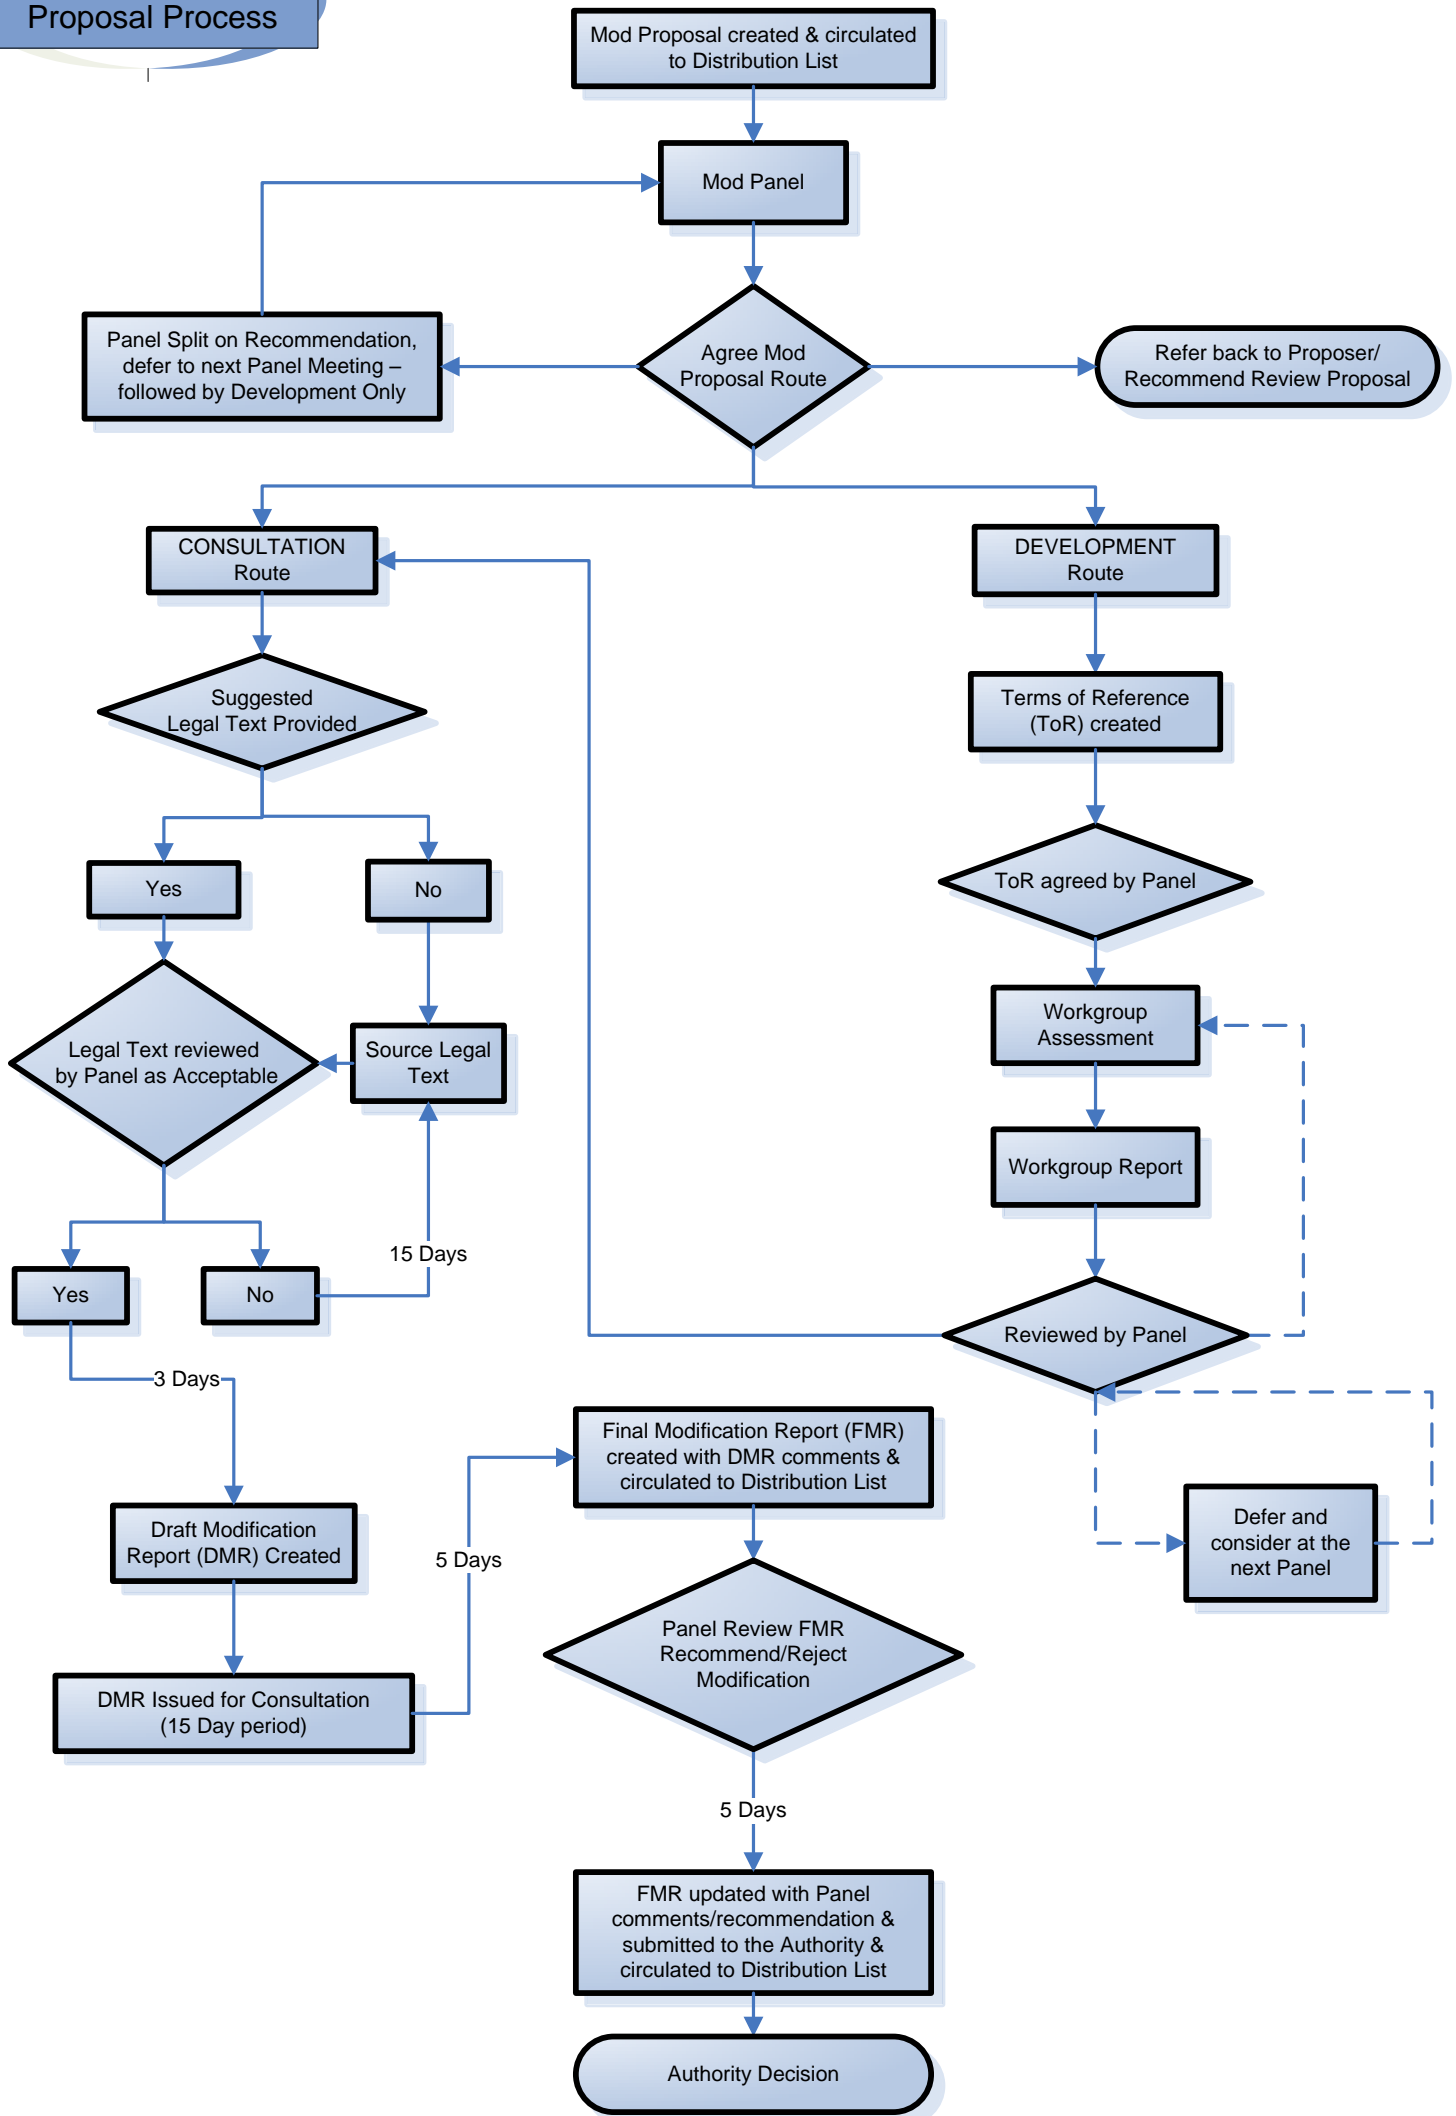 Proposal Process
Mod Proposal created & circulated
to Distribution List
Mod Panel
Panel Split on Recommendation,
defer to next Panel Meeting –
followed by Development Only
Agree Mod
Proposal Route
Refer back to Proposer/
Recommend Review Proposal
CONSULTATION
Route
DEVELOPMENT
Route
Suggested
Legal Text Provided
Terms of Reference
(ToR) created
Yes
No
ToR agreed by Panel
Legal Text reviewed
by Panel as Acceptable
Source Legal
Text
Workgroup
Assessment
Workgroup Report
15 Days
Yes
No
Reviewed by Panel
3 Days
Final Modification Report (FMR)
created with DMR comments &
circulated to Distribution List
Defer and
consider at the
next Panel
Draft Modification
Report (DMR) Created
5 Days
Panel Review FMR
Recommend/Reject
Modification
DMR Issued for Consultation
(15 Day period)
5 Days
FMR updated with Panel
comments/recommendation &
submitted to the Authority &
circulated to Distribution List
Authority Decision